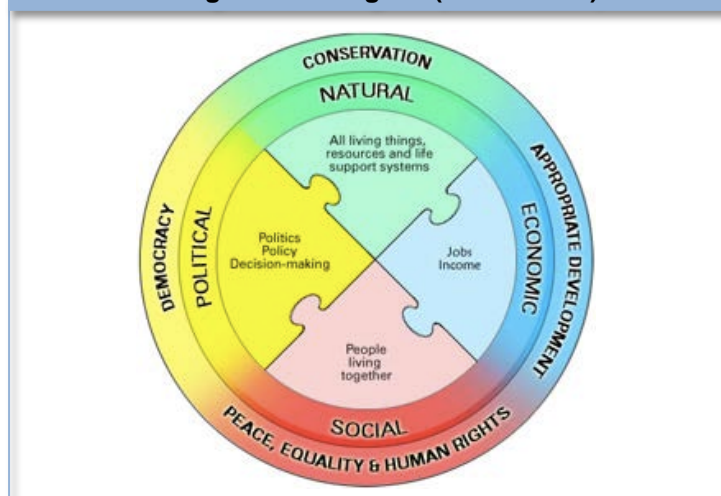 CONSERVATION
NATURAL
All living things,
resources and life
support systems
DEMOCRACY
POLITICAL
Politics
Policy
Decision-making
Jobs
Income
ECONOMIC
APPROPRIATE DEVELOPMENT
People
living
together
SOCIAL
PEACE, EQUALITY & HUMAN RIGHTS